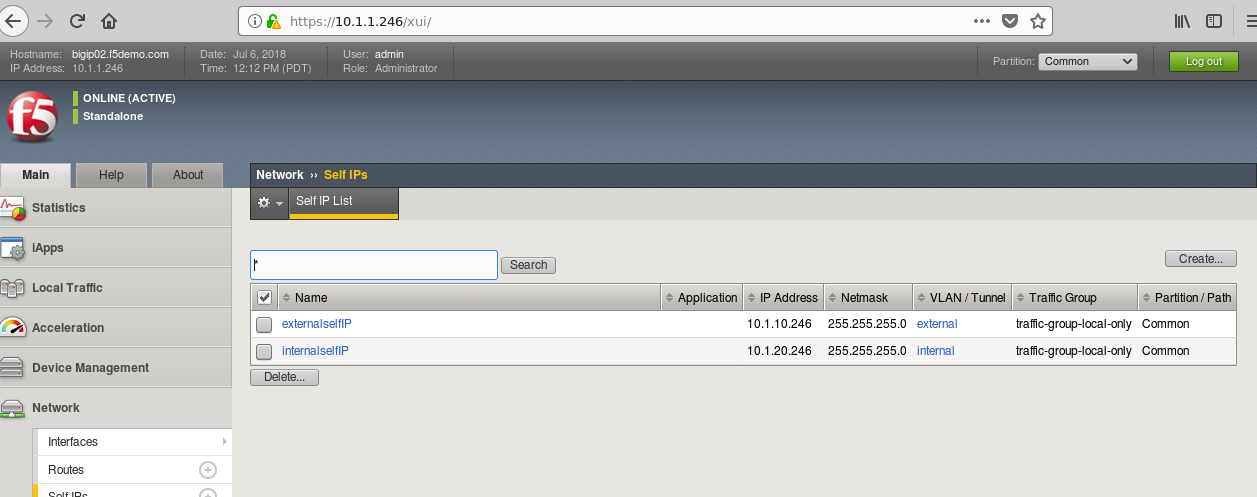 https://10.1.1.246/xui/
Hostname: bigip02.f5demo.com Date: Jul 6, 2018 User: admin
IP Address: 10.1.1.246 Time: 12:12 PM (PDT) Role: Administrator
Partition: Common Log out
f5
ONLINE (ACTIVE)
Standalone
Main Help About
Network ›› Self IPs
Self IP List
Statistics
iApps
Local Traffic
Acceleration
Device Management
Network
Interfaces
Routes
Self IPs
* Search Create...
Name Application IP Address Netmask VLAN / Tunnel Traffic Group Partition / Path
externalselfIP 10.1.10.246 255.255.255.0 external traffic-group-local-only Common
internalselfIP 10.1.20.246 255.255.255.0 internal traffic-group-local-only Common
Delete...